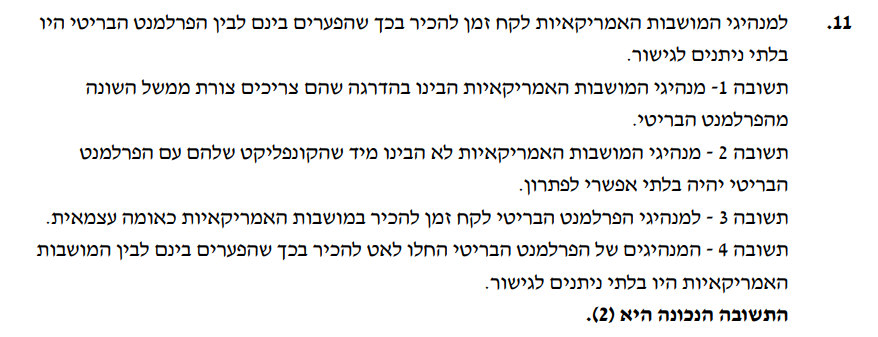 11. למנהיגי המושבות האמריקאיות לקח זמן להכיר בכך שהפערים בינם לבין הפרלמנט הבריטי היו
בלתי ניתנים לגישור.
תשובה 1- מנהיגי המושבות האמריקאיות הבינו בהדרגה שהם צריכים צורת ממשל השונה
מהפרלמנט הבריטי.
תשובה 2 - מנהיגי המושבות האמריקאיות לא הבינו מיד שהקונפליקט שלהם עם הפרלמנט
הבריטי יהיה בלתי אפשרי לפתרון.
תשובה 3 - למנהיגי הפרלמנט הבריטי לקח זמן להכיר במושבות האמריקאיות כאומה עצמאית.
תשובה 4 - המנהיגים של הפרלמנט הבריטי החלו לאט להכיר בכך שהפערים בינם לבין המושבות
האמריקאיות היו בלתי ניתנים לגישור.
התשובה הנכונה היא (2).